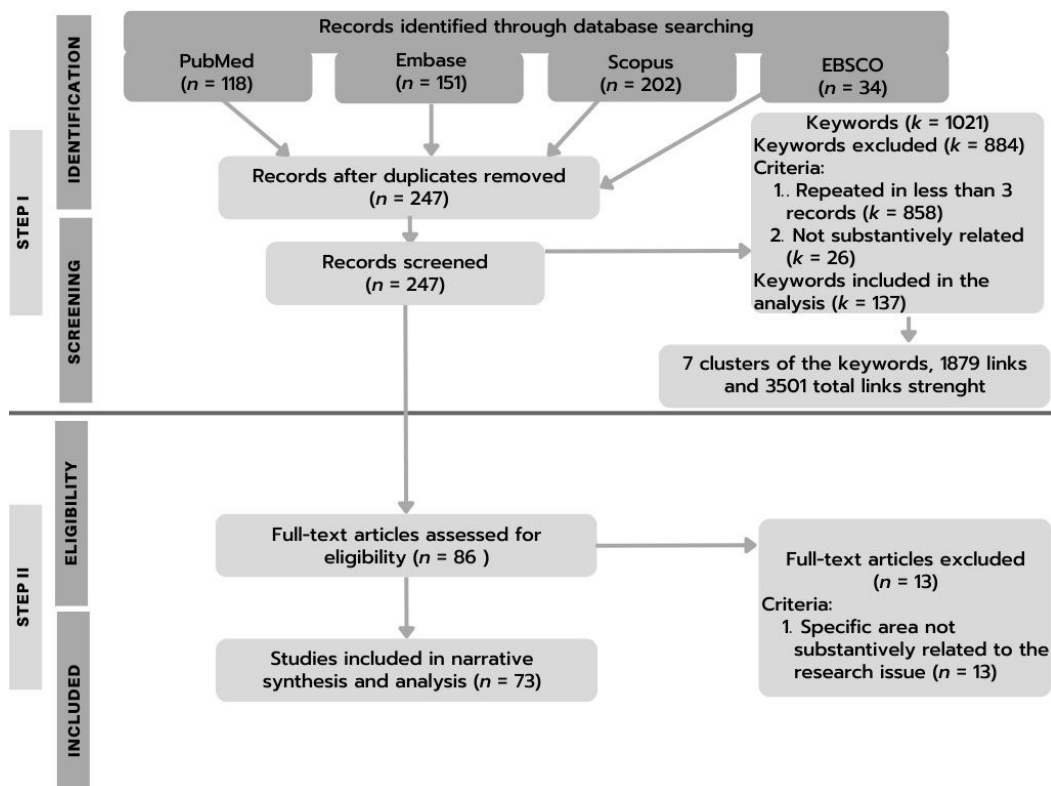 Records identified through database searching
PubMed
(n = 118)
Embase
(n = 151)
Scopus
(n = 202)
EBSCO
(n = 34)
STEP I
IDENTIFICATION
Records after duplicates removed
(n = 247)
SCREENING
Records screened
(n = 247)
Keywords (k = 1021)
Keywords excluded (k = 884)
Criteria:
1.. Repeated in less than 3
records (k = 858)
2. Not substantively related
(k = 26)
Keywords included in the
analysis (k = 137)
7 clusters of the keywords, 1879 links
and 3501 total links strenght
STEP II
ELIGIBILITY
Full-text articles assessed for
eligibility (n = 86 )
Full-text articles excluded
(n = 13)
Criteria:
1. Specific area not
substantively related to the
research issue (n = 13)
INCLUDED
Studies included in narrative
synthesis and analysis (n = 73)